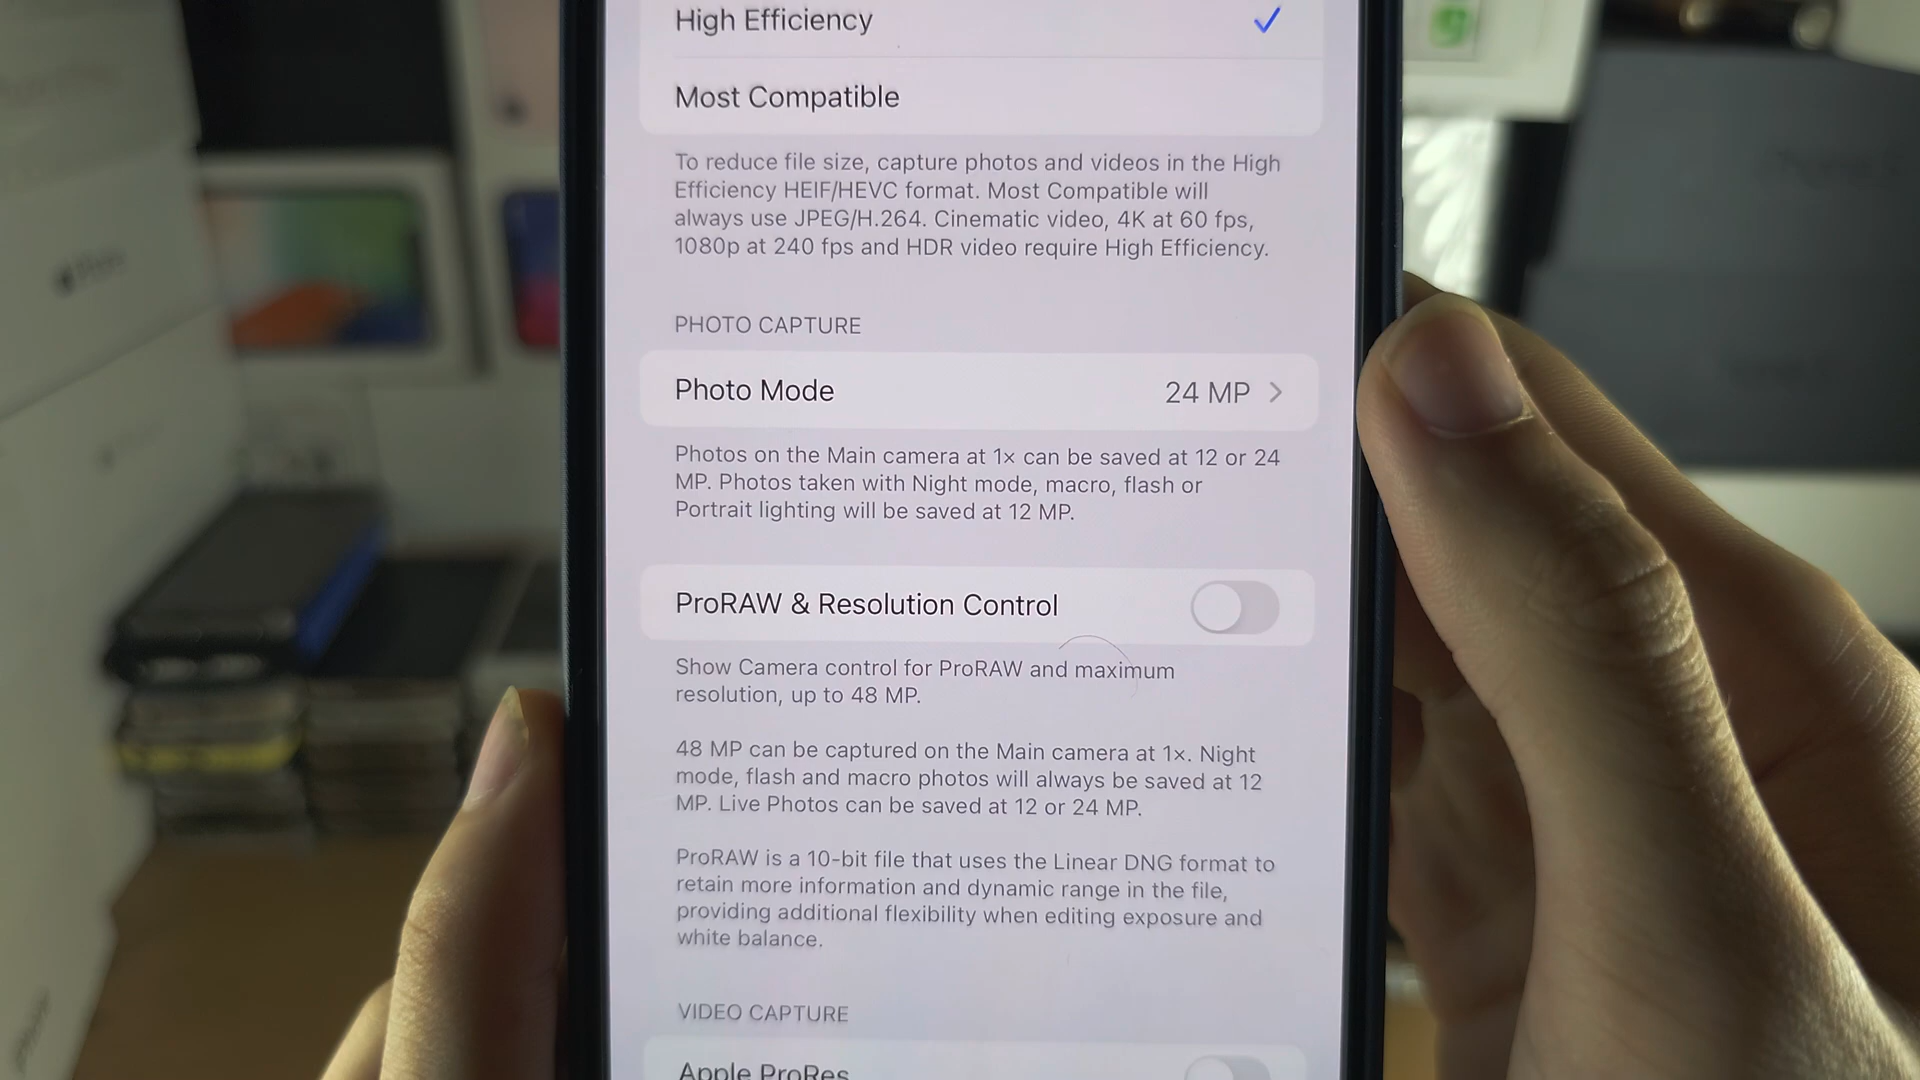 High Efficiency
Most Compatible
To reduce file size, capture photos and videos in the High
Efficiency HEIF/HEVC format. Most Compatible will
always use JPEG/H.264. Cinematic video, 4K at 60 fps,
1080p at 240 fps and HDR video require High Efficiency.
PHOTO CAPTURE
Photo Mode 24 MP
Photos on the Main camera at 1× can be saved at 12 or 24
MP. Photos taken with Night mode, macro, flash or
Portrait lighting will be saved at 12 MP.
ProRAW & Resolution Control
Show Camera control for ProRAW and maximum
resolution, up to 48 MP.
48 MP can be captured on the Main camera at 1×. Night
mode, flash and macro photos will always be saved at 12
MP. Live Photos can be saved at 12 or 24 MP.
ProRAW is a 10-bit file that uses the Linear DNG format to
retain more information and dynamic range in the file,
providing additional flexibility when editing exposure and
white balance.
VIDEO CAPTURE
Apple ProRes